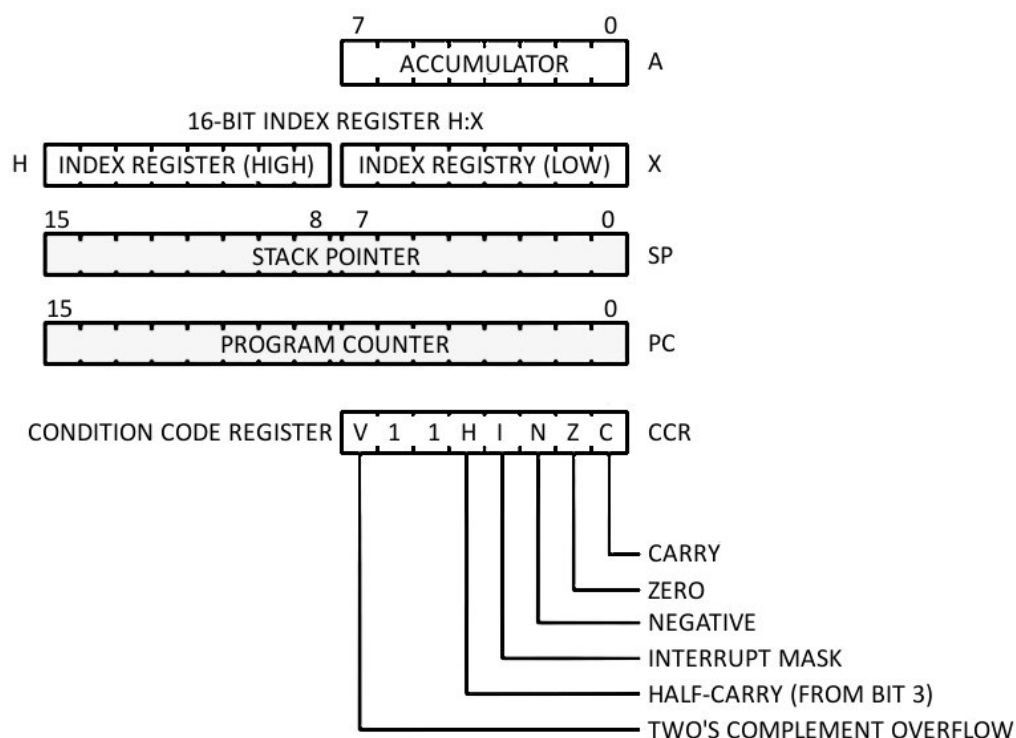 7 0
ACCUMULATOR A
16-BIT INDEX REGISTER H:X
H INDEX REGISTER (HIGH) INDEX REGISTRY (LOW) X
15 8 7 0
STACK POINTER SP
15 0
PROGRAM COUNTER PC
CONDITION CODE REGISTER V 1 1 H I N Z C CCR
CARRY
ZERO
NEGATIVE
INTERRUPT MASK
HALF-CARRY (FROM BIT 3)
TWO'S COMPLEMENT OVERFLOW